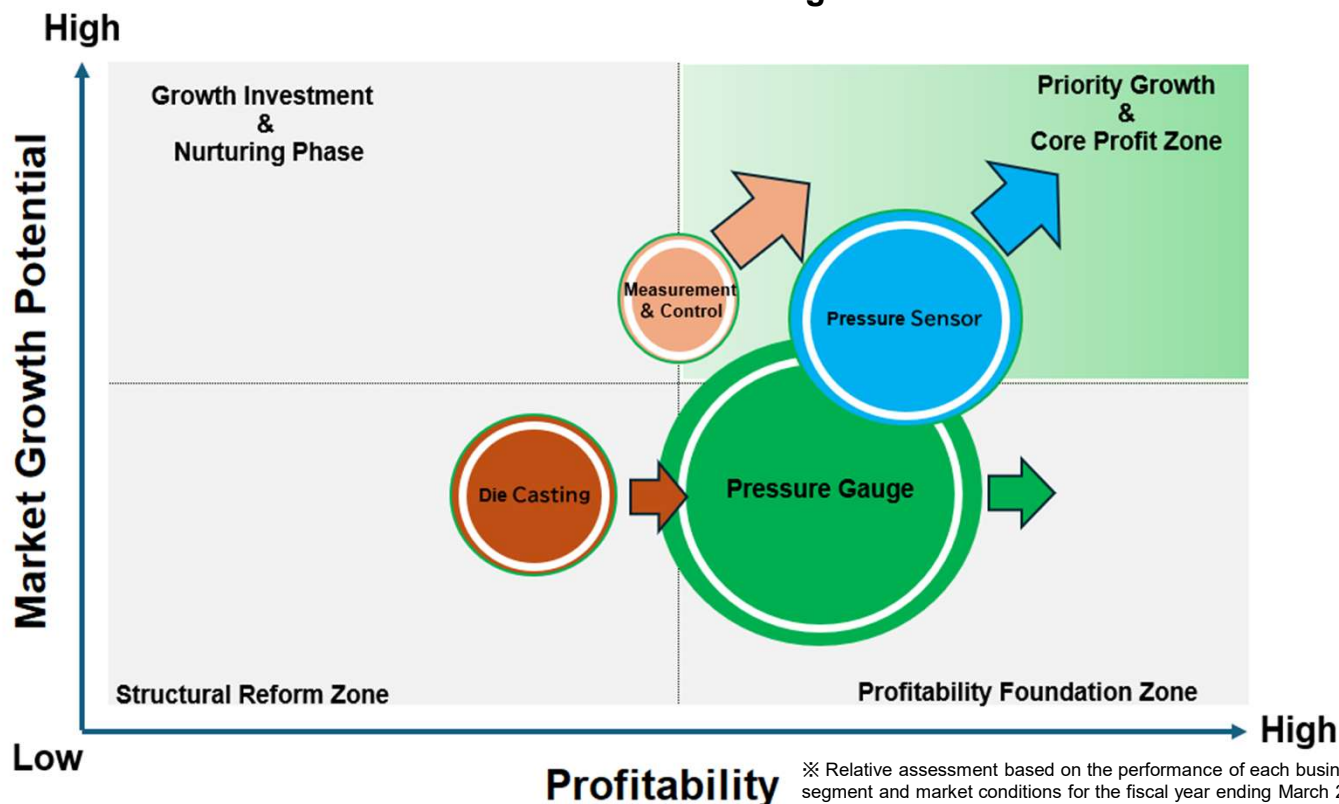 High
Growth Investment
&
Nurturing Phase
Priority Growth
&
Core Profit Zone
Market Growth Potential
Measurement
& Control
Pressure Sensor
Die Casting
Pressure Gauge
Structural Reform Zone
Profitability Foundation Zone
Low
High
Profitability
※ Relative assessment based on the performance of each
segment and market conditions for the fiscal year ending March